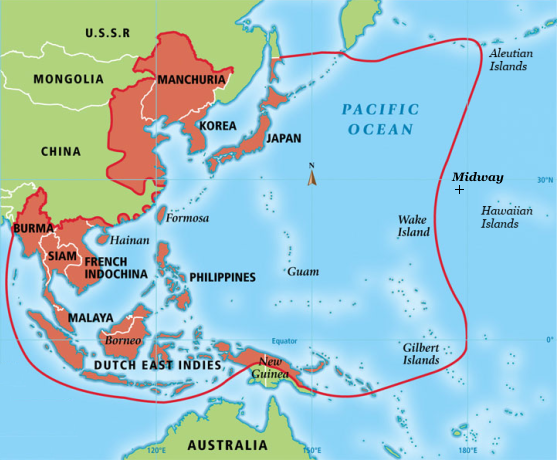 U.S.S.R
Aleutian
Islands
MONGOLIA
MANCHURIA
PACIFIC
OCEAN
KOREA
JAPAN
CHINA
N
Midway
30°N
Hawaiian
Islands
Formosa
Wake
Island
BURMA
Hainan
SIAM
FRENCH
INDOCHINA
Guam
PHILIPPINES
MALAYA
Borneo
Equator
0°
Gilbert
Islands
DUTCH EAST INDIES
New
Guinea
AUSTRALIA
120°E
150°E
180°E